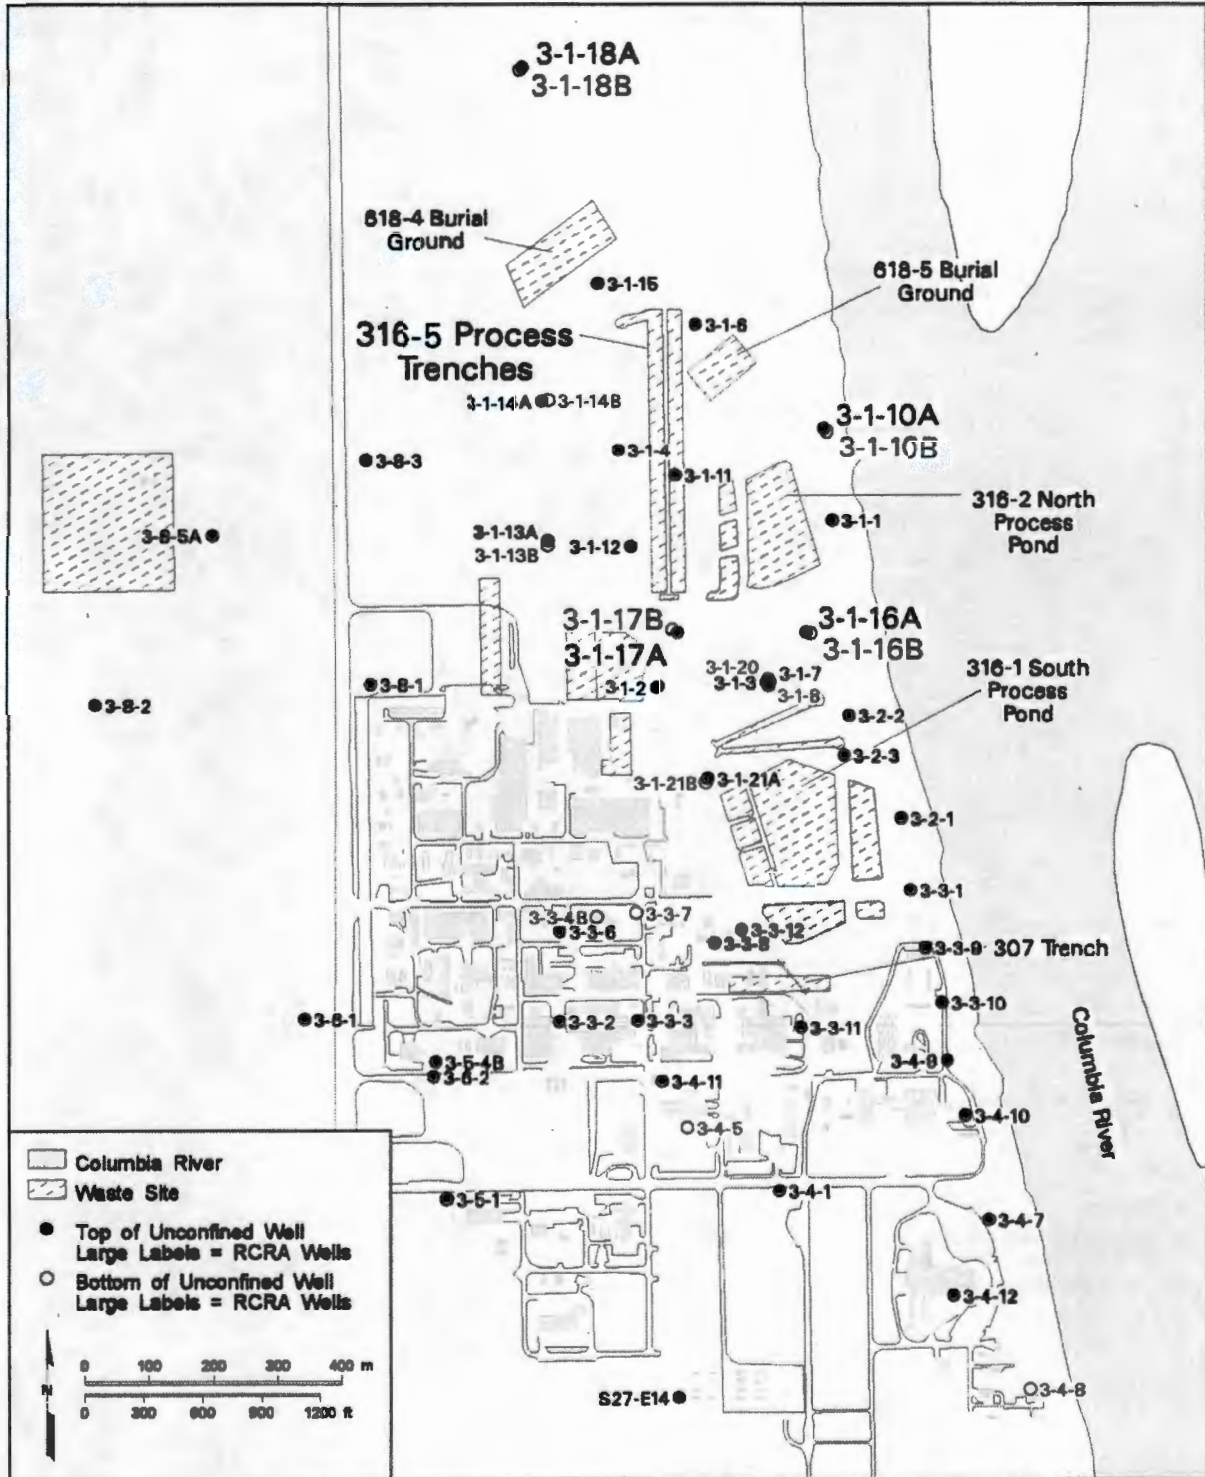 3-1-18A
3-1-18B
618-4 Burial
Ground
618-5 Burial
Ground
3-1-15
3-1-6
316-5 Process
Trenches
3-1-14A
3-1-14B
3-1-10A
3-1-10B
3-1-4
3-8-3
3-1-11
316-2 North
Process
Pond
3-1-1
3-1-13A
3-1-13B
3-1-12
3-1-17B
3-1-17A
3-1-16A
3-1-16B
316-1 South
Process
Pond
3-1-20
3-1-3
3-1-7
3-1-8
3-1-2
3-8-1
3-8-2
3-2-2
3-2-3
3-1-21B
3-1-21A
3-2-1
3-3-1
3-3-4B
3-3-7
3-3-6
3-3-12
3-3-8
3-3-9
307 Trench
3-3-10
3-3-2
3-3-3
3-3-11
3-5-4B
3-4-11
3-4-9
3-4-10
3-4-5
Columbia River
3-5-1
3-4-1
3-4-7
3-4-12
3-4-8
S27-E14
Columbia River
Waste Site
Top of Unconfined Well
Large Labels = RCRA Wells
Bottom of Unconfined Well
Large Labels = RCRA Wells
N
0 100 200 300 400 m
0 300 600 900 1200 ft